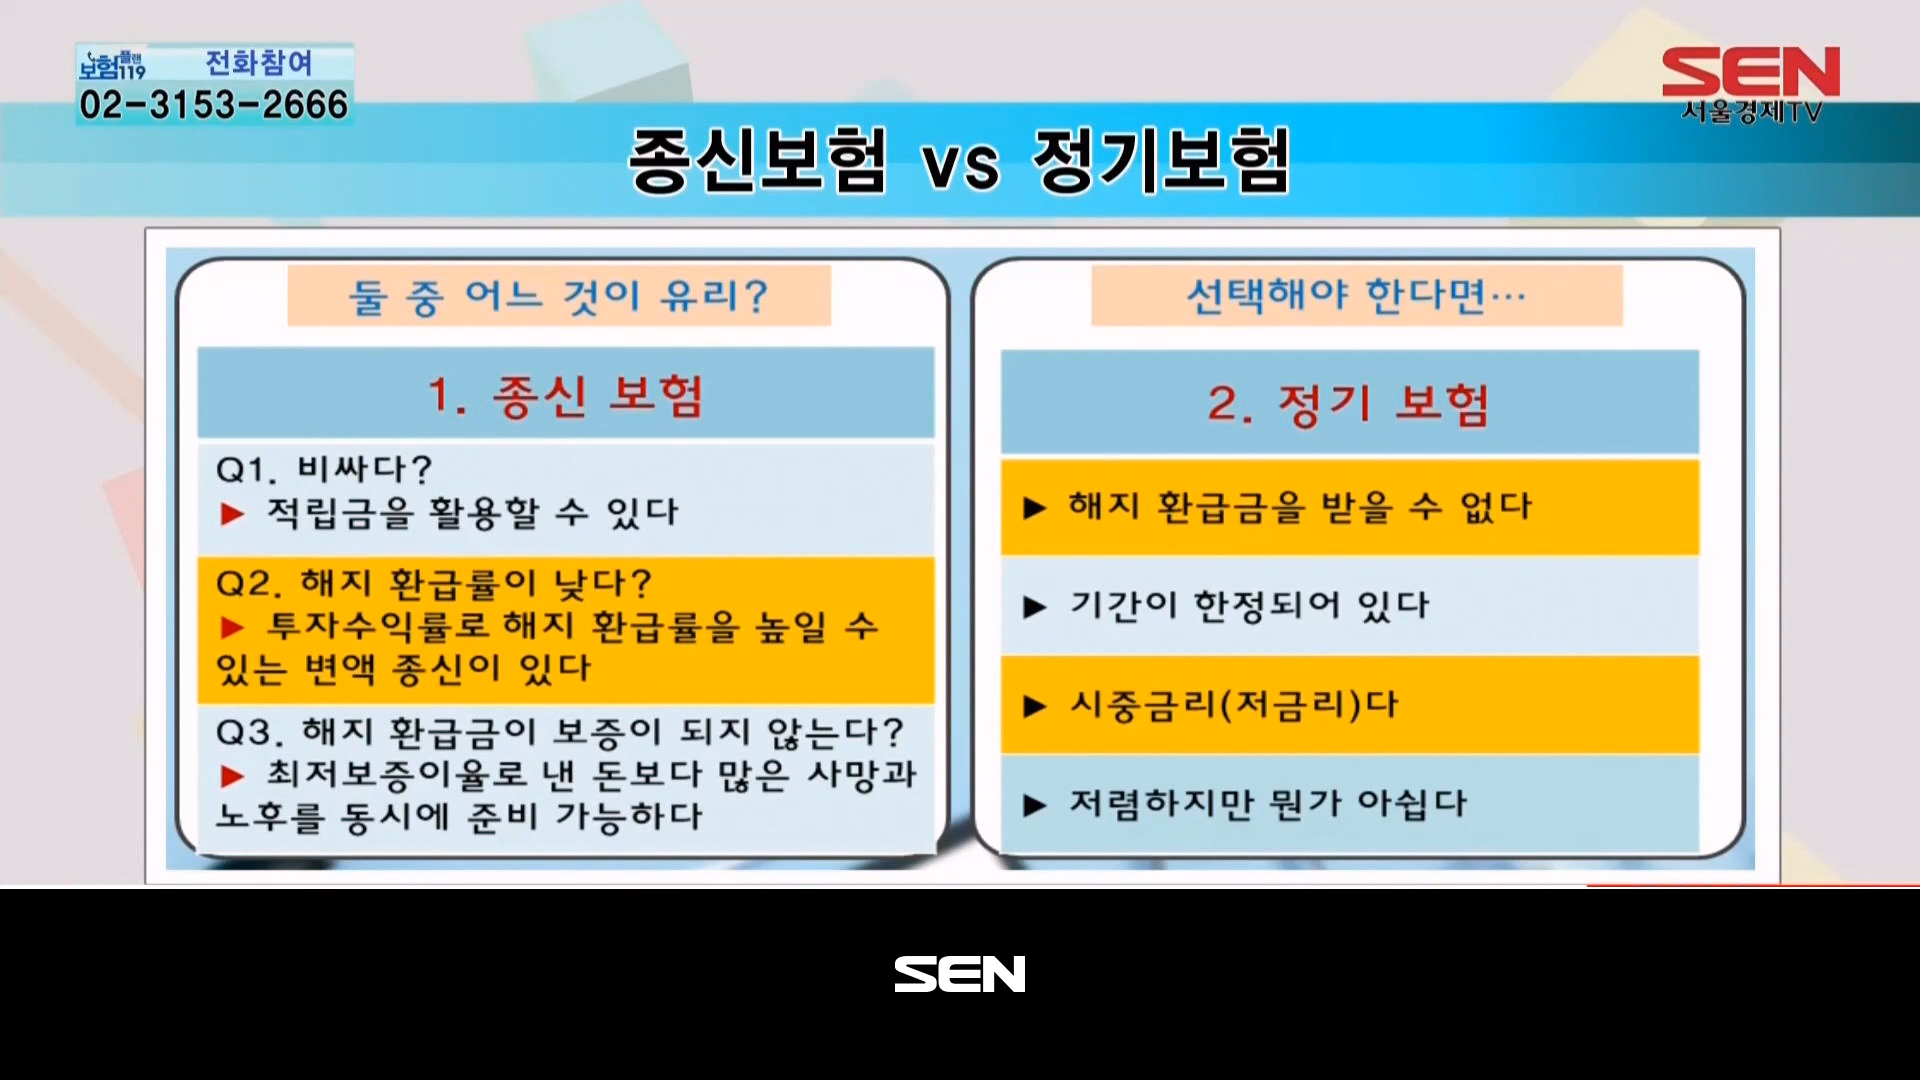 보험플랜119 전화참여
02-3153-2666
SEN
서울경제TV
종신보험 vs 정기보험
둘 중 어느 것이 유리?
1. 종신 보험
Q1. 비싸다?
▶ 적립금을 활용할 수 있다
Q2. 해지 환급률이 낮다?
▶ 투자수익률로 해지 환급률을 높일 수
있는 변액 종신이 있다
Q3. 해지 환급금이 보증이 되지 않는다?
▶ 최저보증이율로 낸 돈보다 많은 사망과
노후를 동시에 준비 가능하다
선택해야 한다면…
2. 정기 보험
▶ 해지 환급금을 받을 수 없다
▶ 기간이 한정되어 있다
▶ 시중금리(저금리)다
▶ 저렴하지만 뭔가 아쉽다
SEN